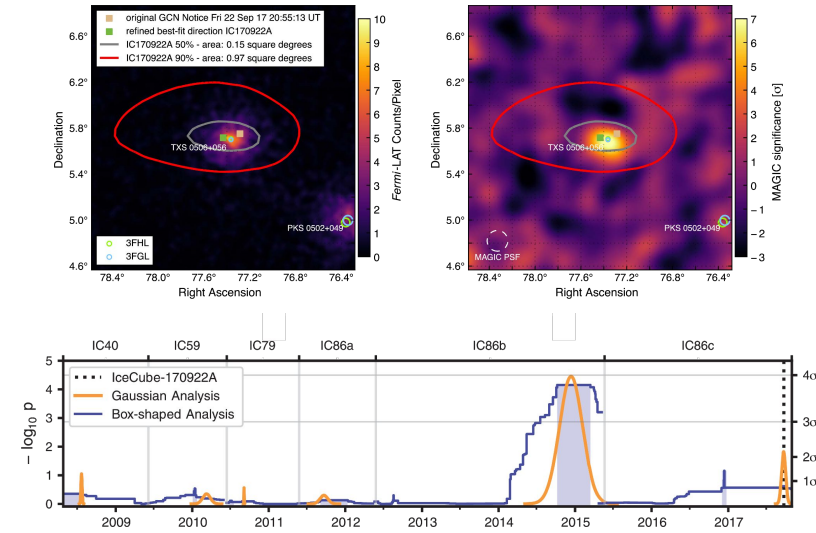 original GCN Notice Fri 22 Sep 17 20:55:13 UT
refined best-fit direction IC170922A
IC170922A 50% - area: 0.15 square degrees
IC170922A 90% - area: 0.97 square degrees
6.6°
6.2°
5.8°
5.4°
5.0°
4.6°
Declination
TXS 0506+056
PKS 0502+049
3FHL
3FGL
78.4° 78.0° 77.6° 77.2° 76.8° 76.4°
Right Ascension
10
9
8
7
6
5
4
3
2
1
0
Fermi-LAT Counts/Pixel
6.6°
6.2°
5.8°
5.4°
5.0°
4.6°
Declination
TXS 0506+056
PKS 0502+049
MAGIC PSF
78.4° 78.0° 77.6° 77.2° 76.8° 76.4°
Right Ascension
7
6
5
4
3
2
1
0
−1
−2
−3
MAGIC significance [σ]
IC40 IC59 IC79 IC86a IC86b IC86c
5
4
3
2
1
0
− log10 p
IceCube-170922A
Gaussian Analysis
Box-shaped Analysis
4σ
3σ
2σ
1σ
2009 2010 2011 2012 2013 2014 2015 2016 2017